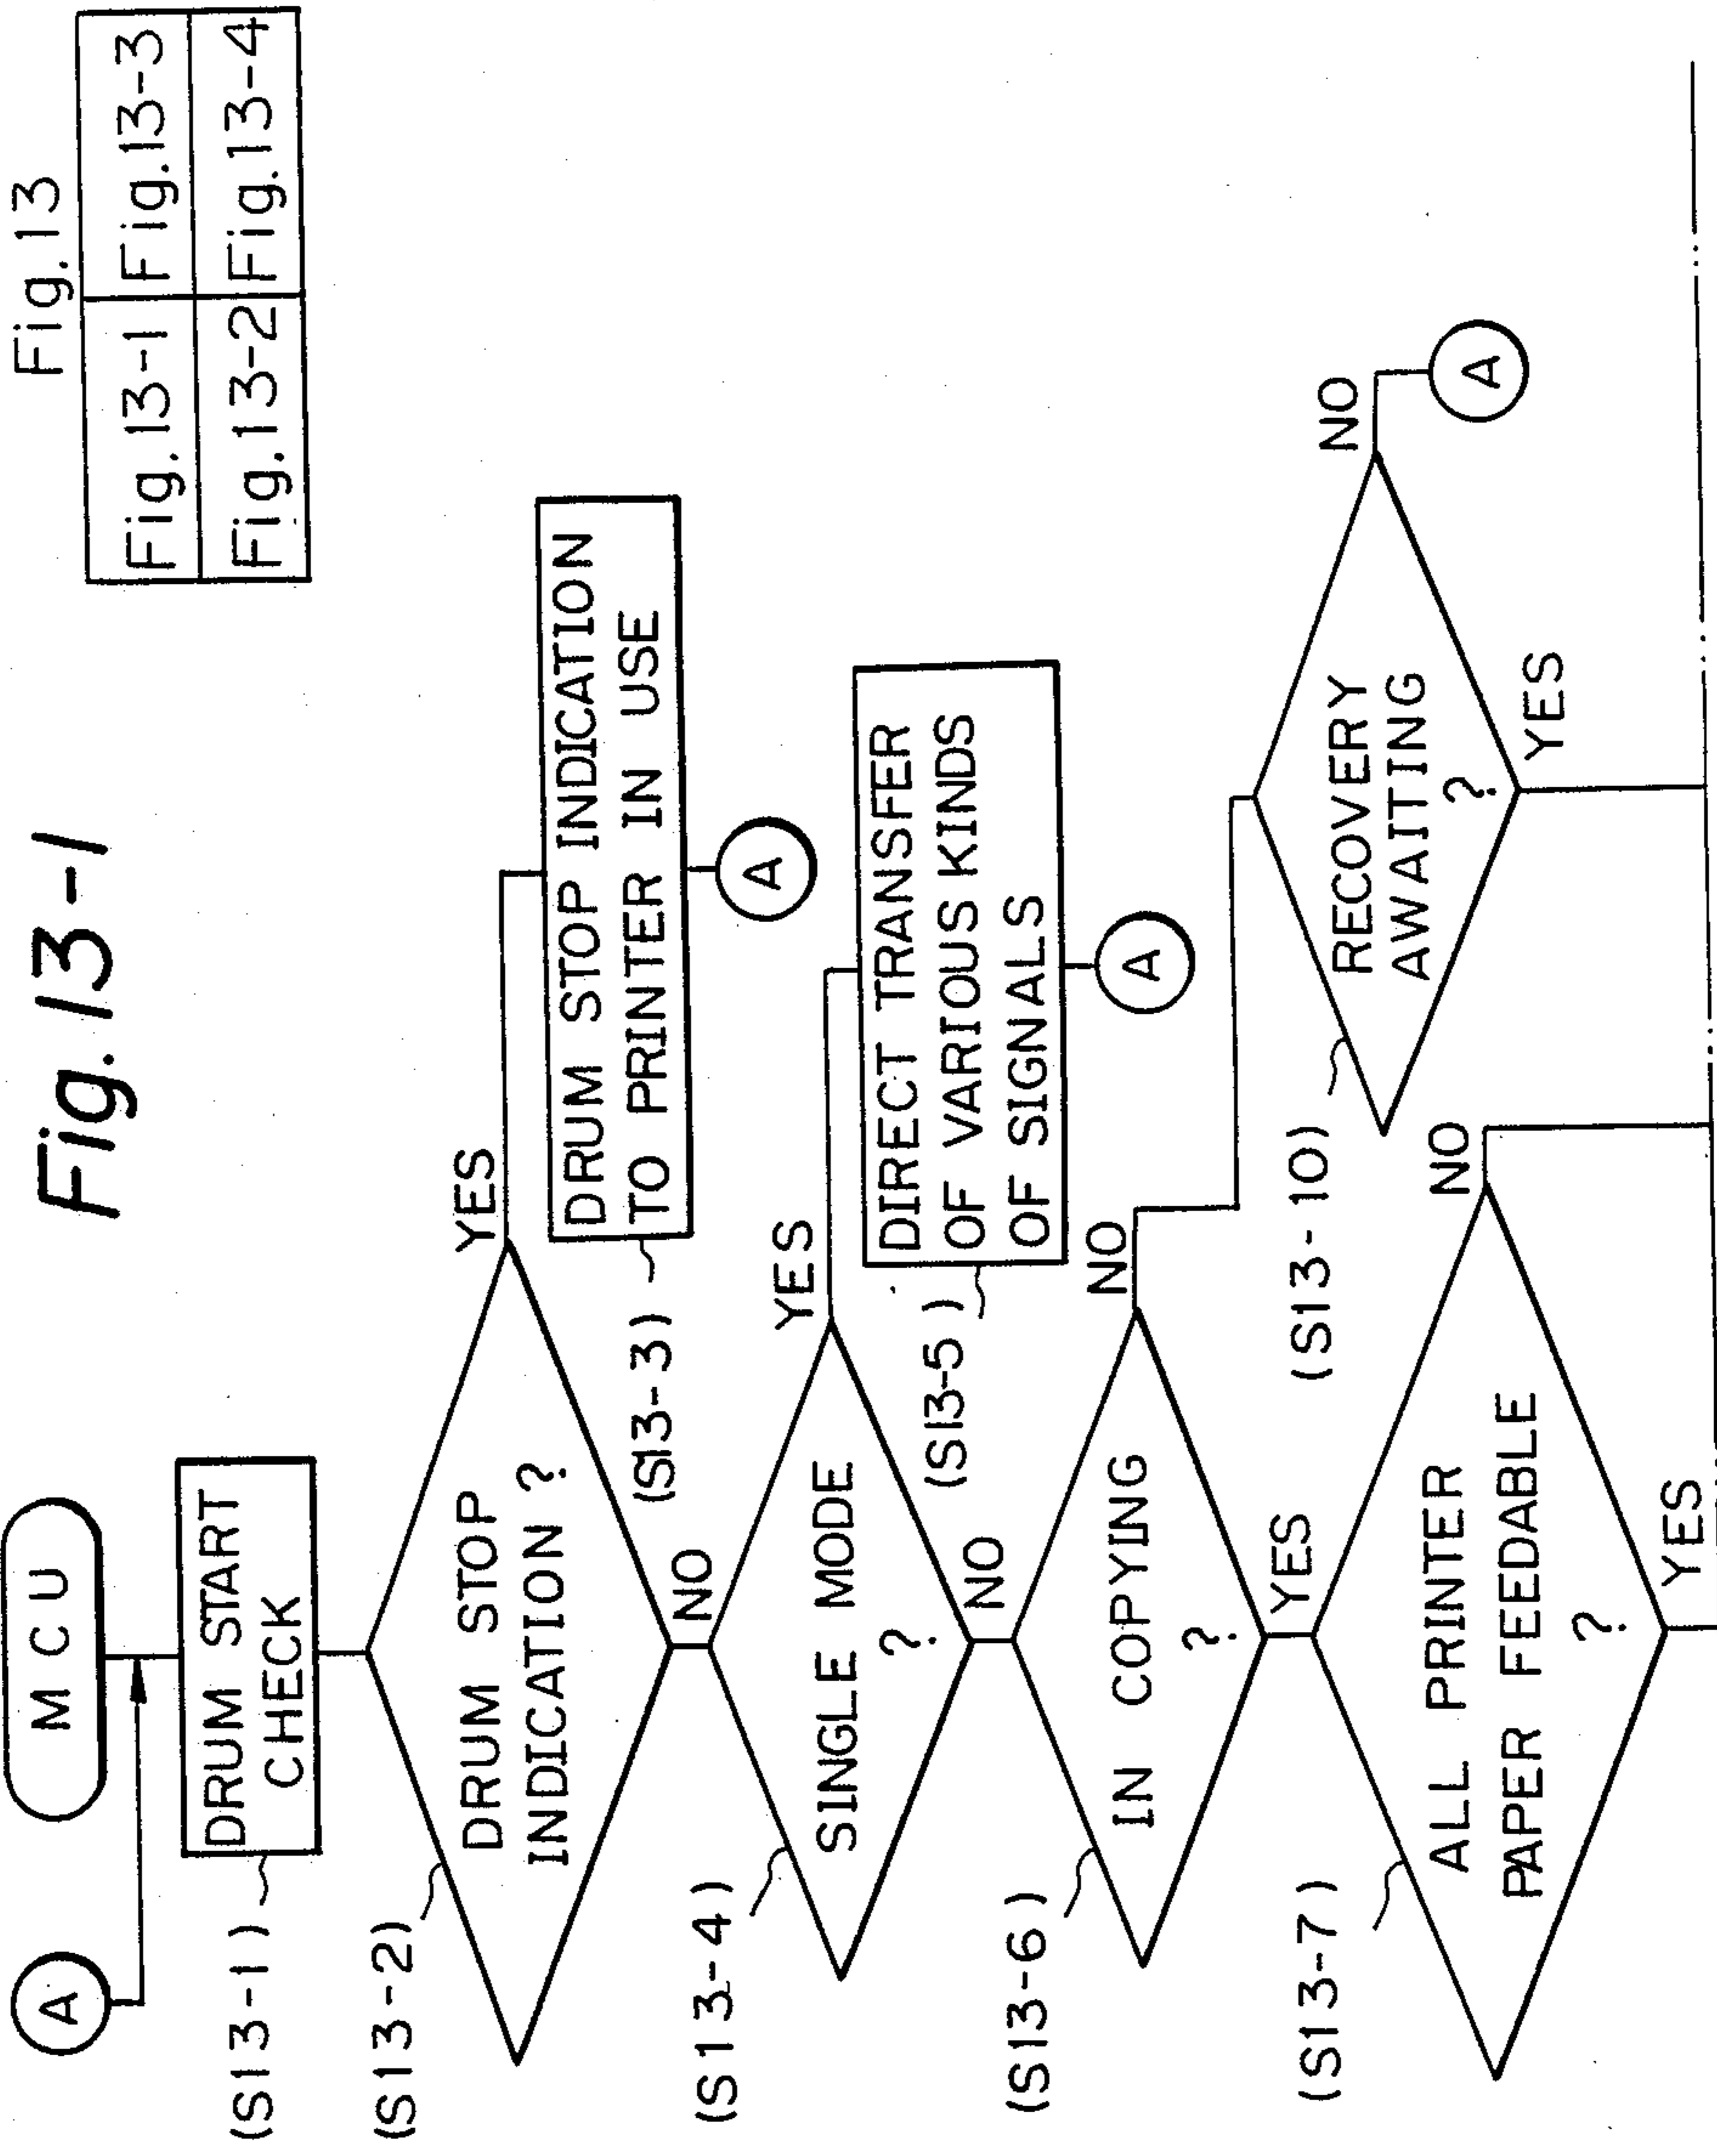 Fig. 13-1
Fig.13
Fig.13-1 Fig.13-3
Fig.13-2 Fig.13-4
A
M C U
(S13-1)
DRUM START
CHECK
(S13-2)
DRUM STOP
INDICATION ?
YES
NO
(S13-3)
DRUM STOP INDICATION
TO PRINTER IN USE
A
(S13-4)
SINGLE MODE
?
YES
NO
(S13-5)
DIRECT TRANSFER
OF VARIOUS KINDS
OF SIGNALS
A
(S13-6)
IN COPYING
?
NO
YES
(S13-10)
RECOVERY
AWAITING
?
NO
A
YES
(S13-7)
ALL PRINTER
PAPER FEEDABLE
?
NO
YES